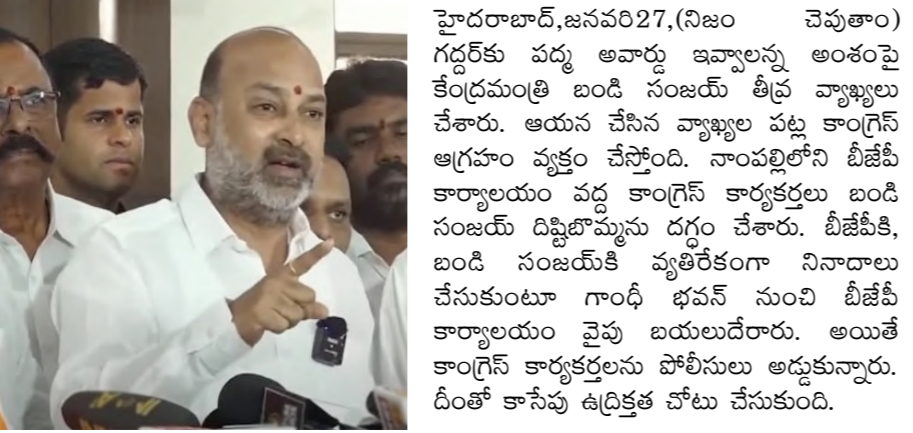 హైదరాబాద్,జనవరి27,(నిజం చెపుతాం)
గద్దర్‌కు పద్మ అవార్డు ఇవ్వాలన్న అంశంపై
కేంద్రమంత్రి బండి సంజయ్ తీవ్ర వ్యాఖ్యలు
చేశారు. ఆయన చేసిన వ్యాఖ్యల పట్ల కాంగ్రెస్
ఆగ్రహం వ్యక్తం చేస్తోంది. నాంపల్లిలోని బీజేపీ
కార్యాలయం వద్ద కాంగ్రెస్ కార్యకర్తలు బండి
సంజయ్ దిష్టిబొమ్మను దగ్ధం చేశారు. బీజేపీకి,
బండి సంజయ్‌కి వ్యతిరేకంగా నినాదాలు
చేసుకుంటూ గాంధీ భవన్ నుంచి బీజేపీ
కార్యాలయం వైపు బయలుదేరారు. అయితే
కాంగ్రెస్ కార్యకర్తలను పోలీసులు అడ్డుకున్నారు.
దీంతో కాసేపు ఉద్రిక్తత చోటు చేసుకుంది.